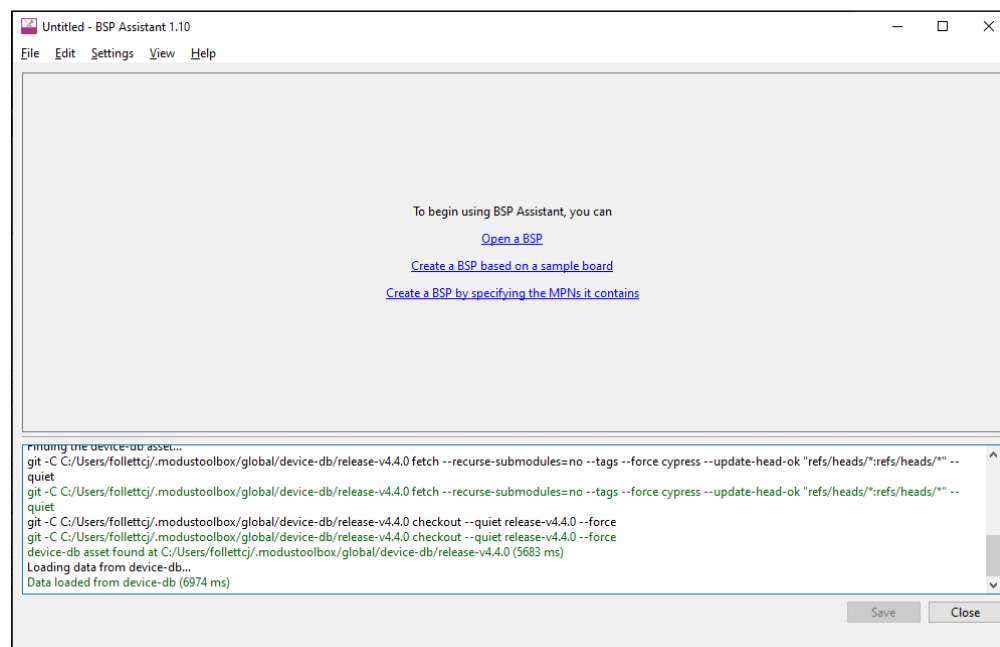 Untitled - BSP Assistant 1.10
File Edit Settings View Help
To begin using BSP Assistant, you can
Open a BSP
Create a BSP based on a sample board
Create a BSP by specifying the MPNs it contains
Finding the device-db asset...
git -C C:/Users/follettcj/.modustoolbox/global/device-db/release-v4.4.0 fetch --recurse-submodules=no --tags --force cypress --update-head-ok "refs/heads/*:refs/heads/*" --
quiet
git -C C:/Users/follettcj/.modustoolbox/global/device-db/release-v4.4.0 fetch --recurse-submodules=no --tags --force cypress --update-head-ok "refs/heads/*:refs/heads/*" --
quiet
git -C C:/Users/follettcj/.modustoolbox/global/device-db/release-v4.4.0 checkout --quiet release-v4.4.0 --force
git -C C:/Users/follettcj/.modustoolbox/global/device-db/release-v4.4.0 checkout --quiet release-v4.4.0 --force
device-db asset found at C:/Users/follettcj/.modustoolbox/global/device-db/release-v4.4.0 (5683 ms)
Loading data from device-db...
Data loaded from device-db (6974 ms)
Save Close